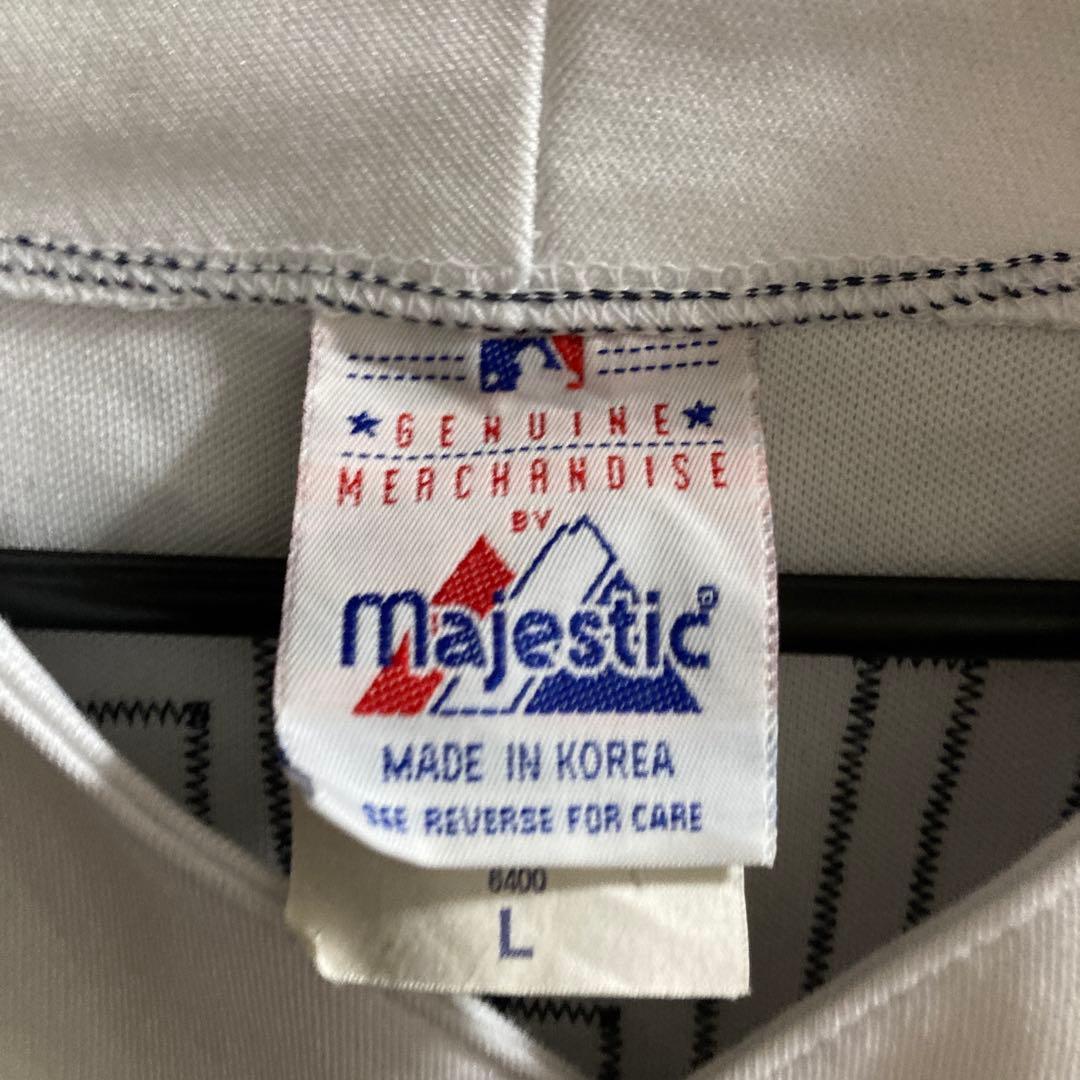 GENUINE
MERCHANDISE
BY
Majestic®
MADE IN KOREA
SEE REVERSE FOR CARE
6400
L